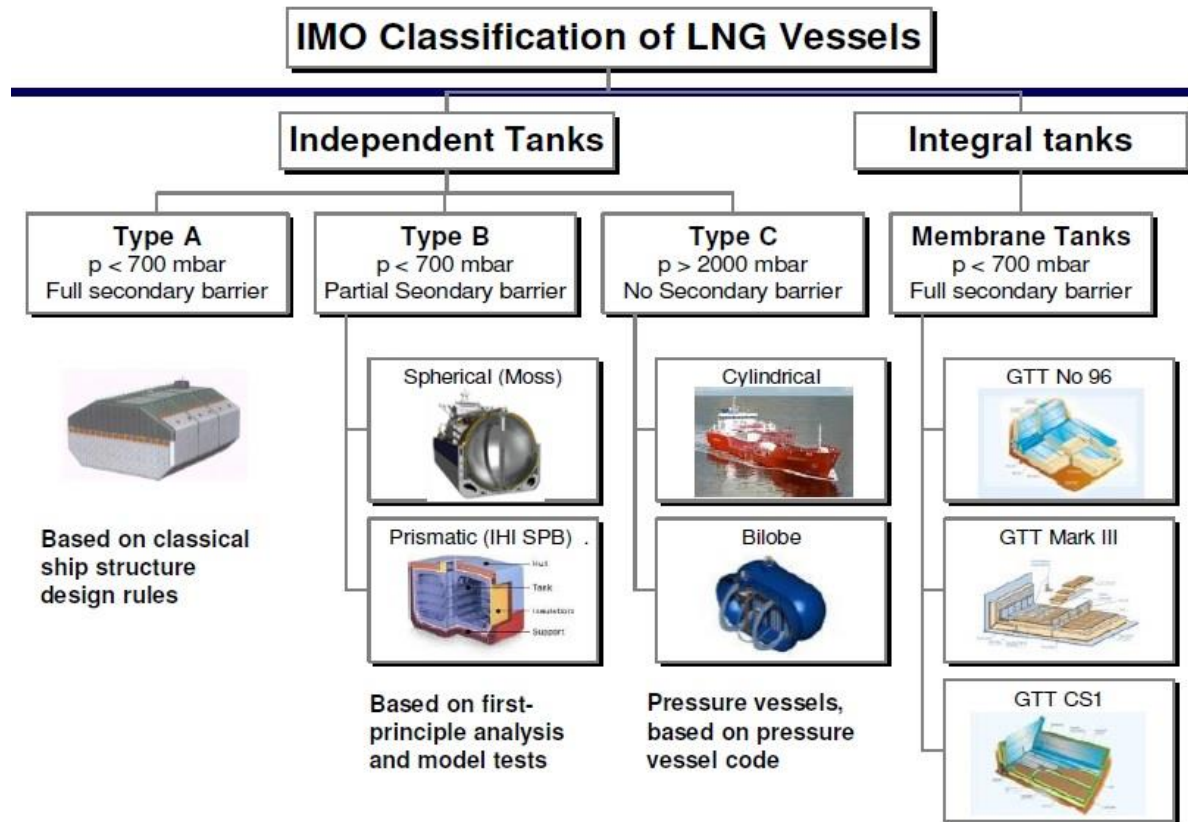 IMO Classification of LNG Vessels
Independent Tanks
Integral tanks
Type A
p < 700 mbar
Full secondary barrier
Type B
p < 700 mbar
Partial Seondary barrier
Type C
p > 2000 mbar
No Secondary barrier
Membrane Tanks
p < 700 mbar
Full secondary barrier
Based on classical
ship structure
design rules
Spherical (Moss)
Prismatic (IHI SPB) .
Hull
Tank
Insulation
Support
Based on first-
principle analysis
and model tests
Cylindrical
Bilobe
Pressure vessels,
based on pressure
vessel code
GTT No 96
GTT Mark III
GTT CS1